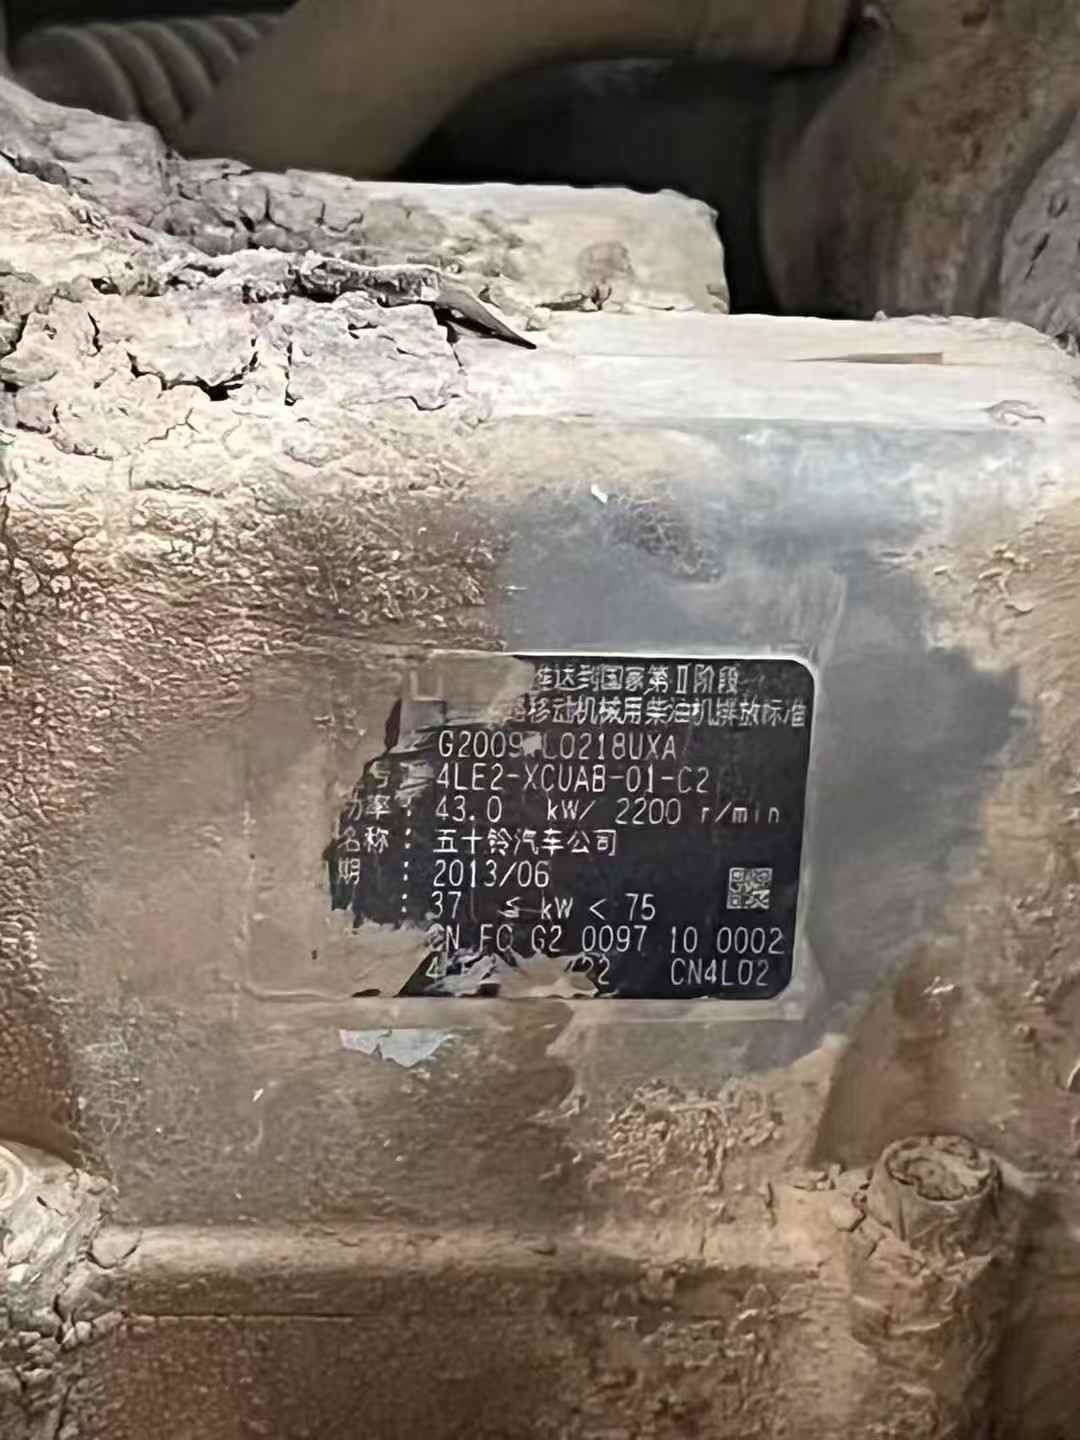 达到国家第Ⅱ阶段
移动机械用柴油机排放标准
G2009 L0218UXA
号 4LE2-XCUAB-01-C2
功率：43.0 kW/ 2200 r/min
名称：五十铃汽车公司
期 ：2013/06
：37 ≤ kW < 75
CN FC G2 0097 10 0002
22 CN4L02